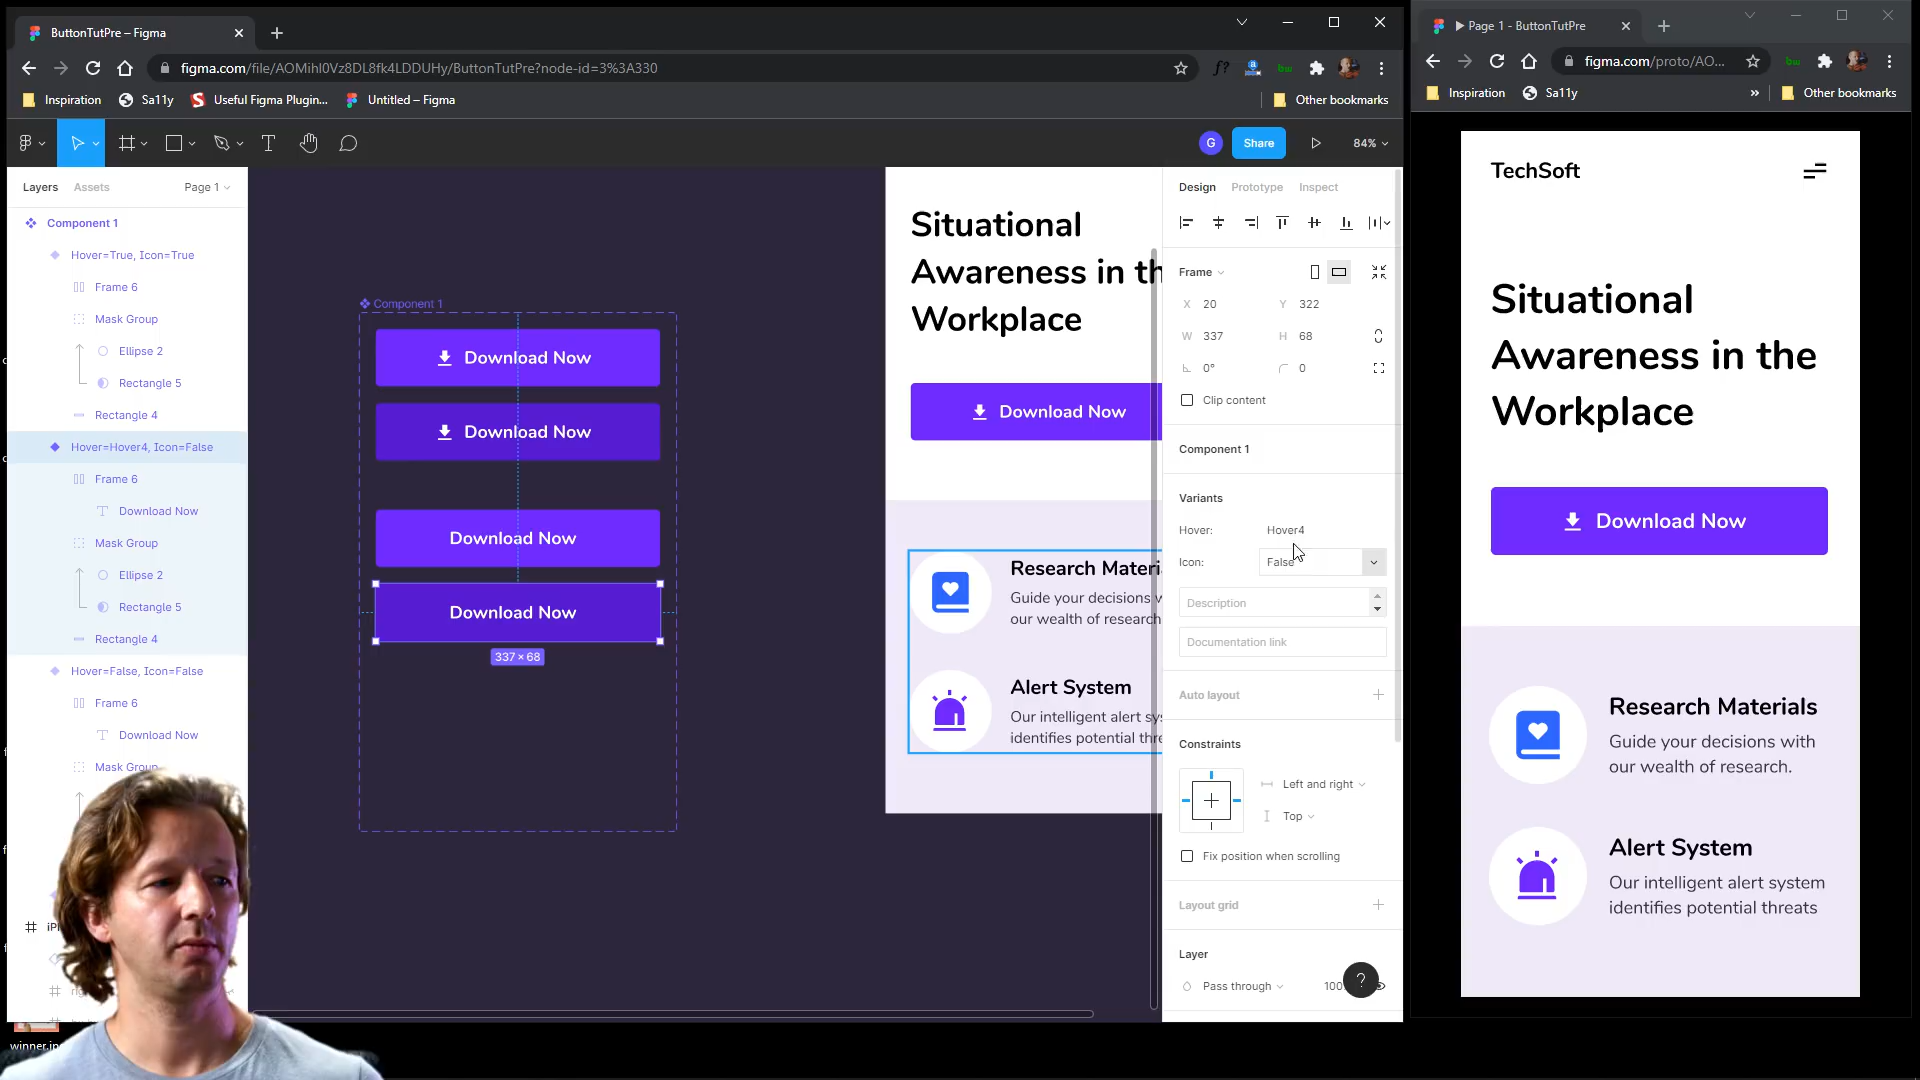 ButtonTutPre – Figma
Page 1 - ButtonTutPre
figma.com/file/AOMihI0Vz8DL8fk4LDDUHy/ButtonTutPre?node-id=3%3A330
figma.com/proto/AO...
Inspiration
Sa11y
Useful Figma Plugin...
Untitled – Figma
Other bookmarks
Inspiration
Sa11y
»
Other bookmarks
G
Share
84%
Layers
Assets
Page 1
Component 1
Hover=True, Icon=True
Frame 6
Mask Group
Ellipse 2
Rectangle 5
Rectangle 4
Hover=Hover4, Icon=False
Frame 6
Download Now
Mask Group
Ellipse 2
Rectangle 5
Rectangle 4
Hover=False, Icon=False
Frame 6
Download Now
Mask Group
winner.jp
Component 1
Download Now
Download Now
Download Now
Download Now
337 × 68
Situational
Awareness in th
Workplace
Download Now
Research Materi
Guide your decisions
our wealth of research
Alert System
Our intelligent alert sy
identifies potential thre
Design
Prototype
Inspect
Frame
X 20
Y 322
W 337
H 68
0°
0
Clip content
Component 1
Variants
Hover:
Hover4
Icon:
False
Description
Documentation link
Auto layout
Constraints
Left and right
Top
Fix position when scrolling
Layout grid
Layer
Pass through
100
?
TechSoft
Situational
Awareness in the
Workplace
Download Now
Research Materials
Guide your decisions with
our wealth of research.
Alert System
Our intelligent alert system
identifies potential threats